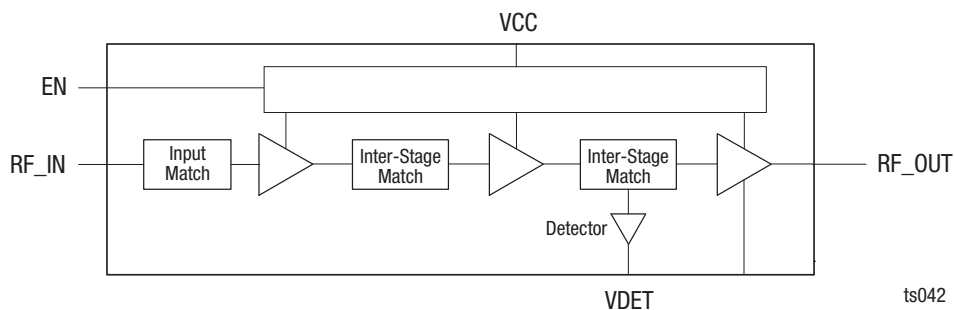 VCC
EN
RF_IN
Input
Match
Inter-Stage
Match
Inter-Stage
Match
RF_OUT
Detector
VDET
ts042